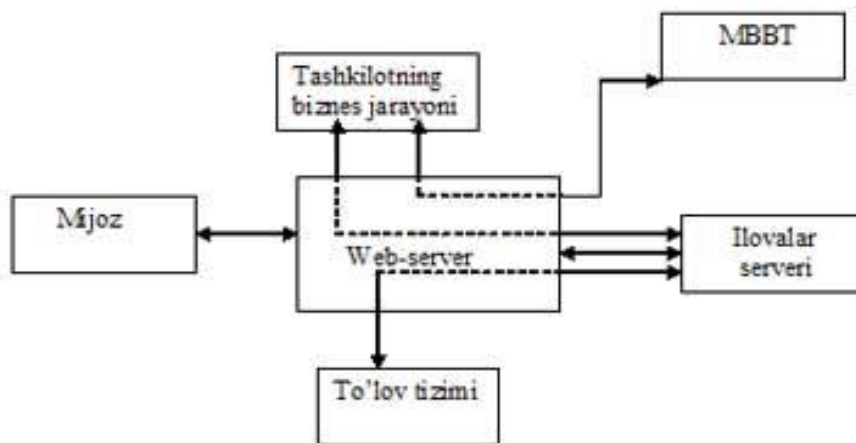 MBBT
Tashkilotning
biznes jarayoni
Mijoz
Web-server
Ilovalar
serveri
To'lov tizimi